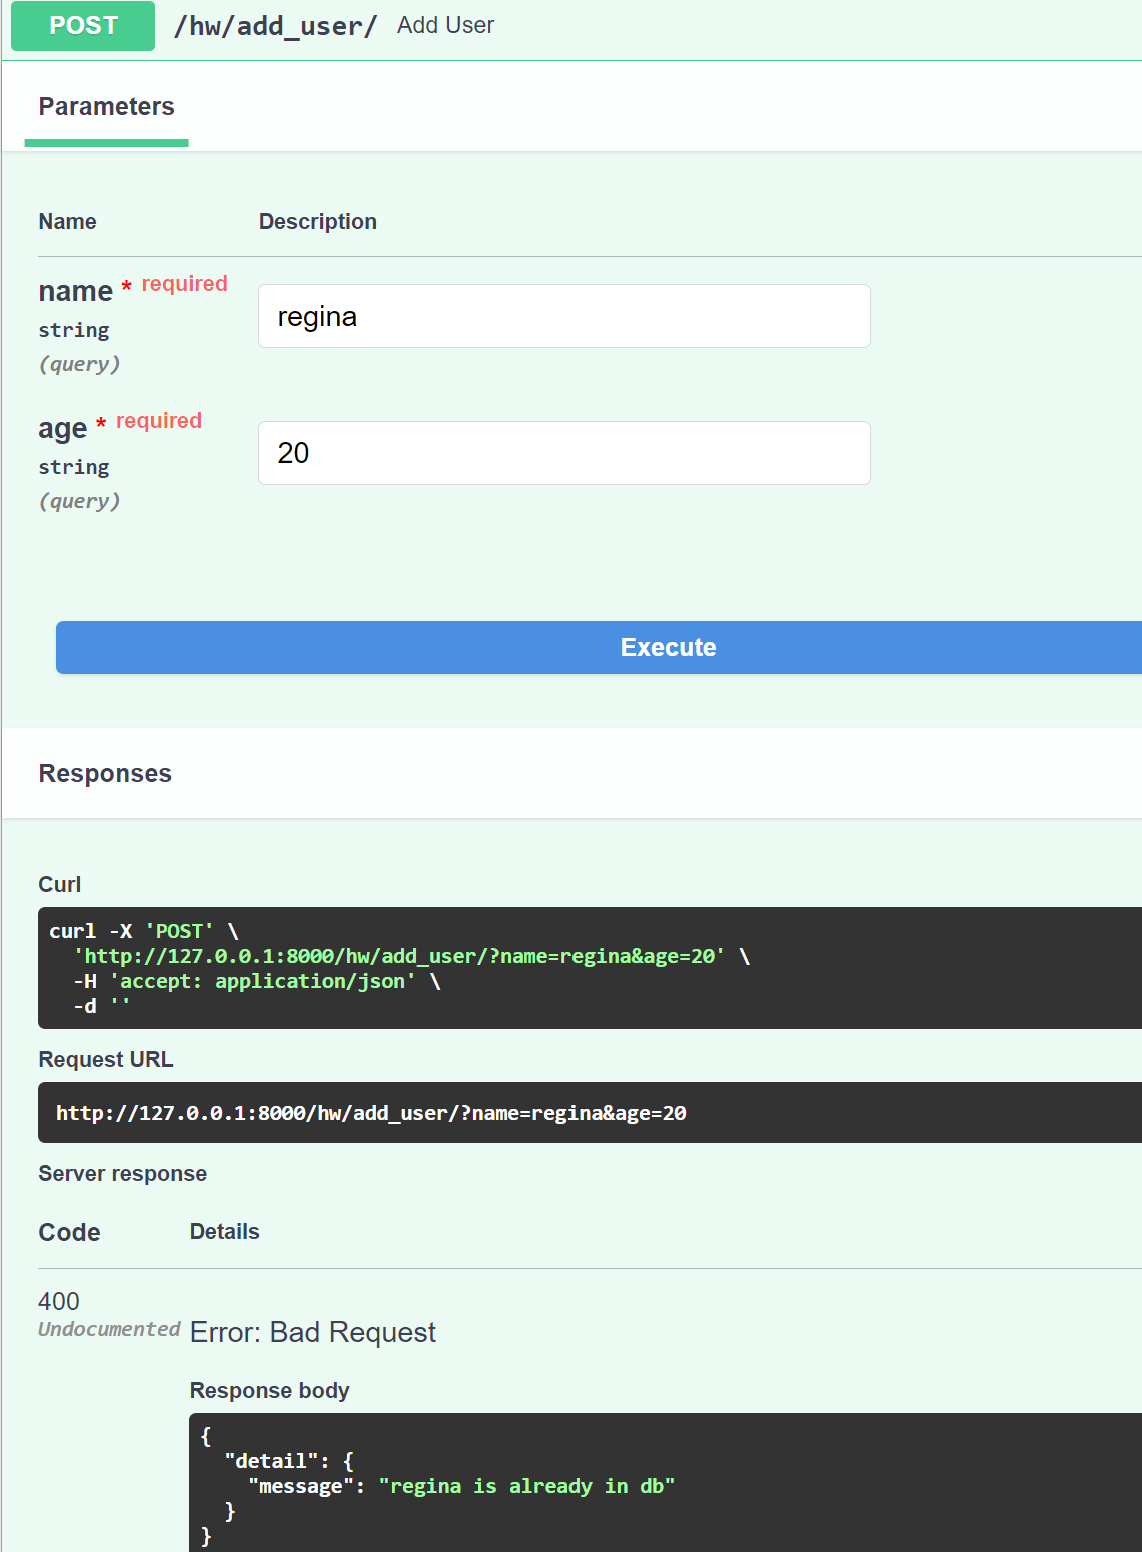 POST /hw/add_user/ Add User
Parameters
Name Description
name * required
string
(query)
regina
age * required
string
(query)
20
Execute
Responses
Curl
curl -X 'POST' \
  'http://127.0.0.1:8000/hw/add_user/?name=regina&age=20' \
  -H 'accept: application/json' \
  -d ''
Request URL
http://127.0.0.1:8000/hw/add_user/?name=regina&age=20
Server response
Code Details
400
Undocumented
Error: Bad Request
Response body
{
  "detail": {
    "message": "regina is already in db"
  }
}